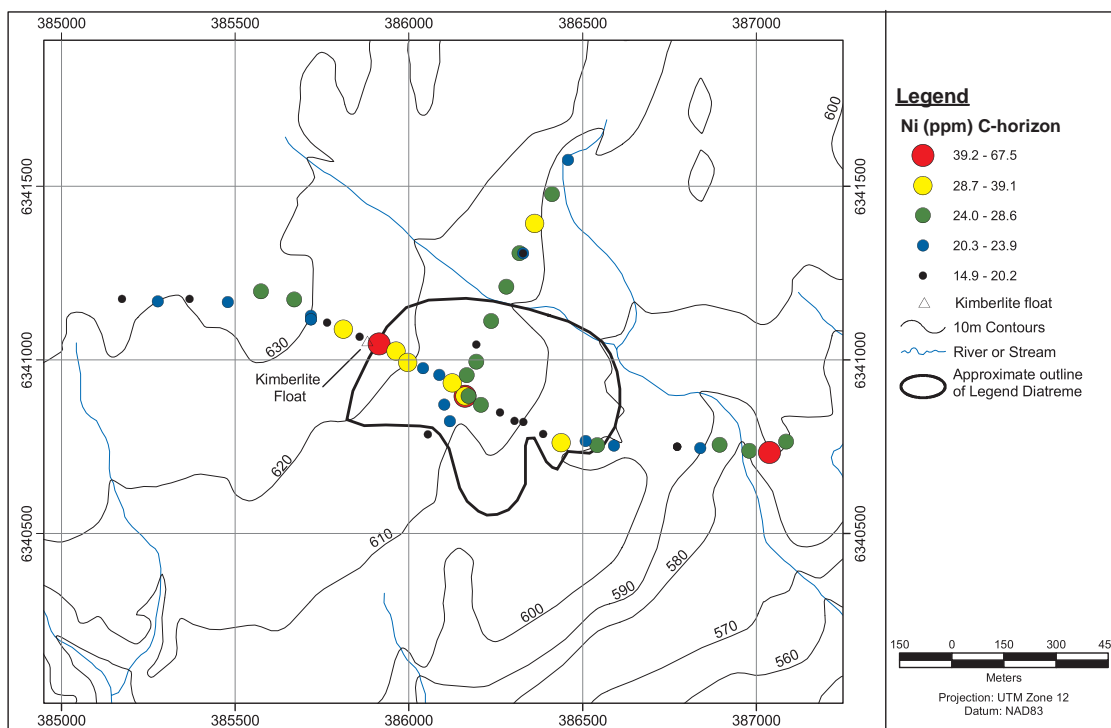 385000 385500 386000 386500 387000
6341500
6341000
6340500
6341500
6341000
6340500
600
630
620
610
600
590
580
570
560
Kimberlite
Float
385000 385500 386000 386500 387000
Legend
Ni (ppm) C-horizon
39.2 - 67.5
28.7 - 39.1
24.0 - 28.6
20.3 - 23.9
14.9 - 20.2
Kimberlite float
10m Contours
River or Stream
Approximate outline
of Legend Diatreme
150 0 150 300 45
Meters
Projection: UTM Zone 12
Datum: NAD83